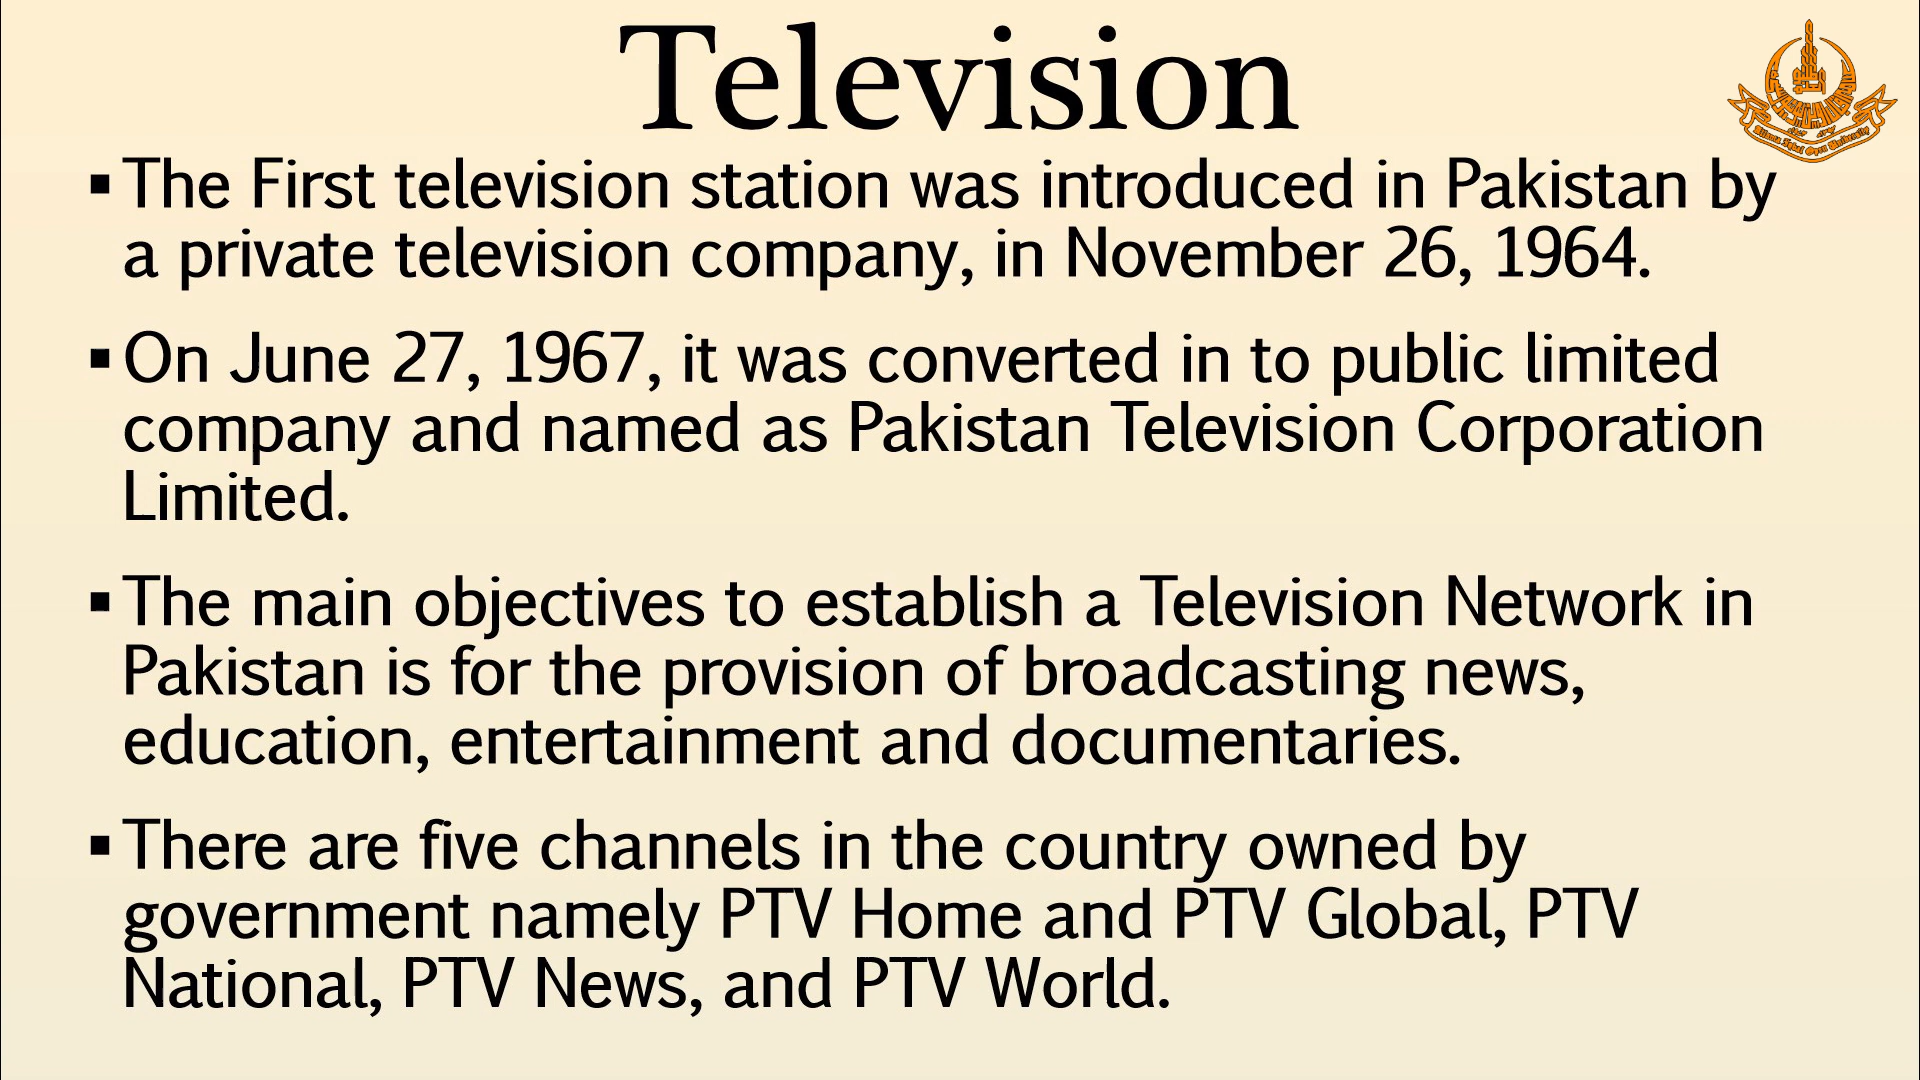 Television
▪The First television station was introduced in Pakistan by
a private television company, in November 26, 1964.
▪On June 27, 1967, it was converted in to public limited
company and named as Pakistan Television Corporation
Limited.
▪The main objectives to establish a Television Network in
Pakistan is for the provision of broadcasting news,
education, entertainment and documentaries.
▪There are five channels in the country owned by
government namely PTV Home and PTV Global, PTV
National, PTV News, and PTV World.
Allama Iqbal Open University